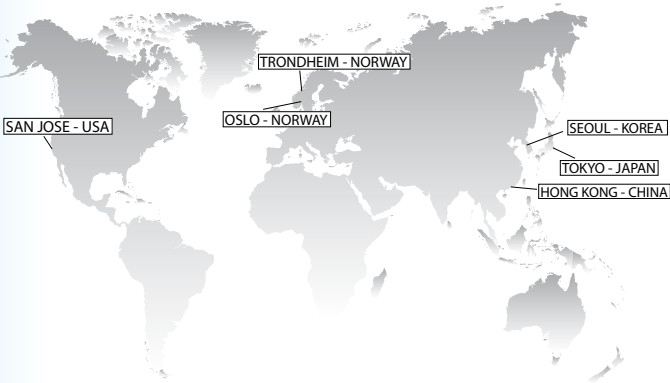 TRONDHEIM - NORWAY
OSLO - NORWAY
SAN JOSE - USA
SEOUL - KOREA
TOKYO - JAPAN
HONG KONG - CHINA